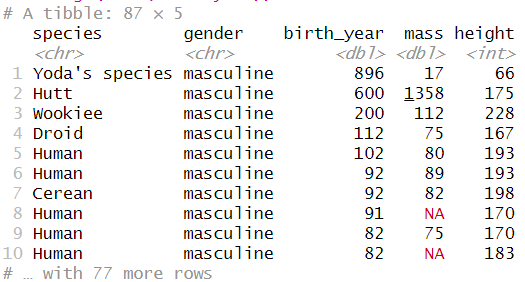 # A tibble: 87 × 5
species gender birth_year mass height
<chr> <chr> <dbl> <dbl> <int>
1 Yoda's species masculine 896 17 66
2 Hutt masculine 600 1358 175
3 Wookiee masculine 200 112 228
4 Droid masculine 112 75 167
5 Human masculine 102 80 193
6 Human masculine 92 89 193
7 Cerean masculine 92 82 198
8 Human masculine 91 NA 170
9 Human masculine 82 75 170
10 Human masculine 82 NA 183
# … with 77 more rows